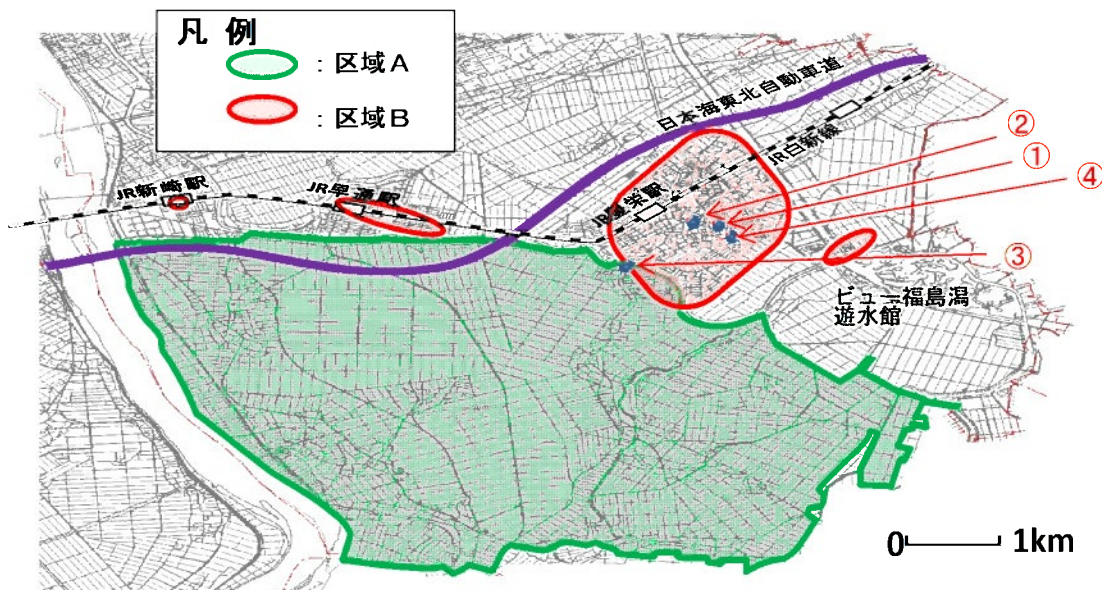 凡 例
: 区域A
: 区域B
日本海東北自動車道
②
①
④
JR白新線
JR新崎駅
JR早通駅
JR豊栄駅
③
ビュー福島潟
遊水館
0 1km